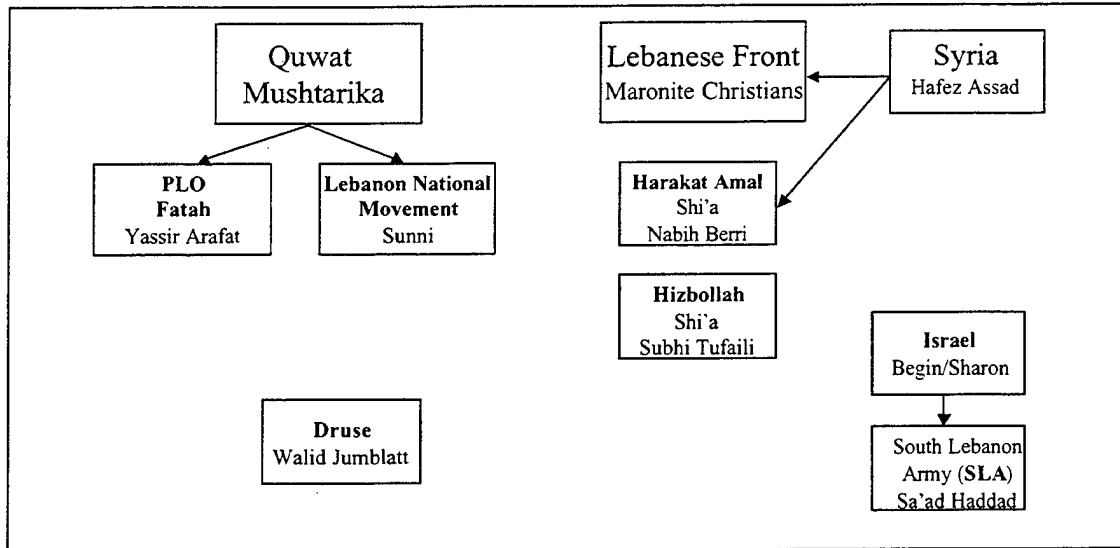 Quwat
Mushtarika
Lebanese Front
Maronite Christians
Syria
Hafez Assad
PLO
Fatah
Yassir Arafat
Lebanon National
Movement
Sunni
Harakat Amal
Shi'a
Nabih Berri
Hizbollah
Shi'a
Subhi Tufaili
Israel
Begin/Sharon
Druse
Walid Jumblatt
South Lebanon
Army (SLA)
Sa'ad Haddad